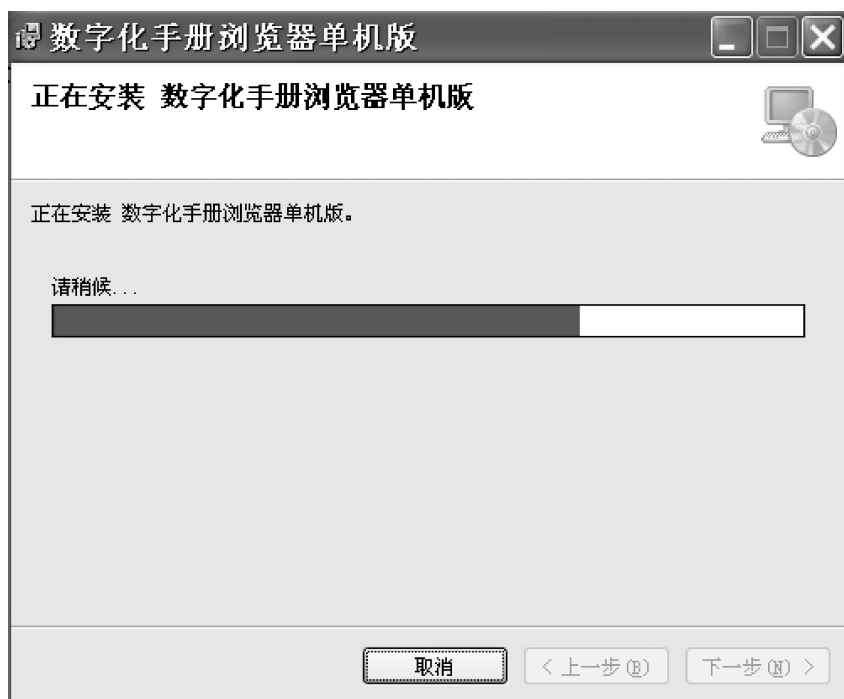 数字化手册浏览器单机版
正在安装 数字化手册浏览器单机版
正在安装 数字化手册浏览器单机版。
请稍候...
取消
< 上一步(B)
下一步(N) >